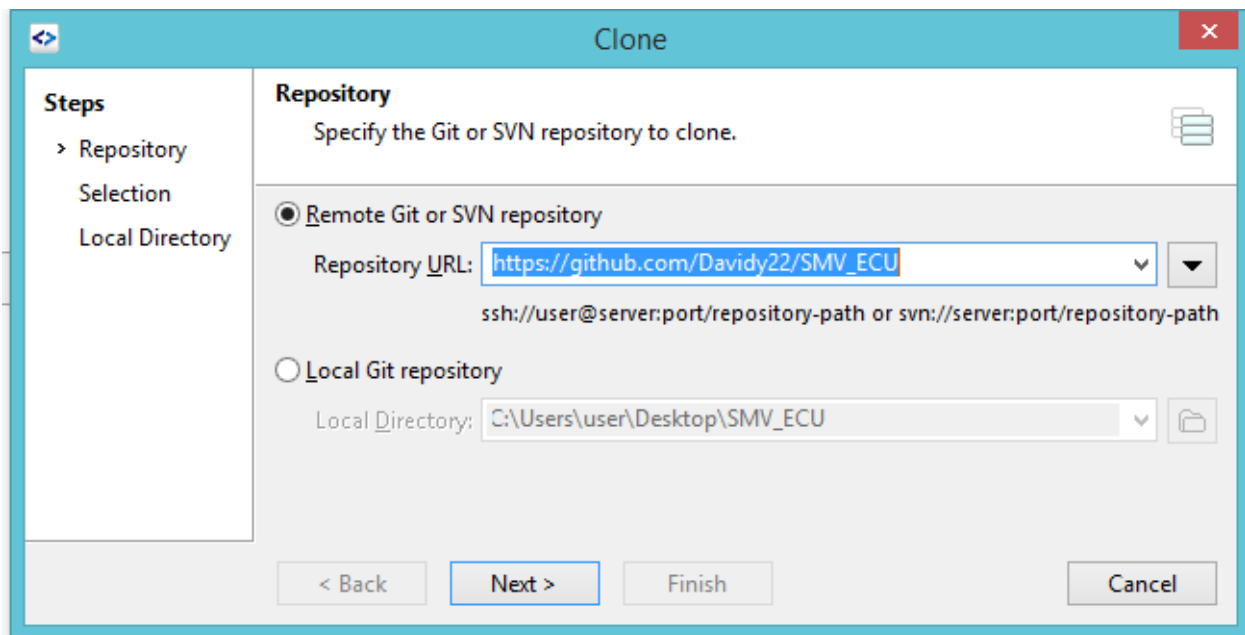 Clone
Steps
Repository
Selection
Local Directory
Repository
Specify the Git or SVN repository to clone.
Remote Git or SVN repository
Repository URL: https://github.com/Davidy22/SMV_ECU
ssh://user@server:port/repository-path or svn://server:port/repository-path
Local Git repository
Local Directory: C:\Users\user\Desktop\SMV_ECU
< Back Next > Finish Cancel